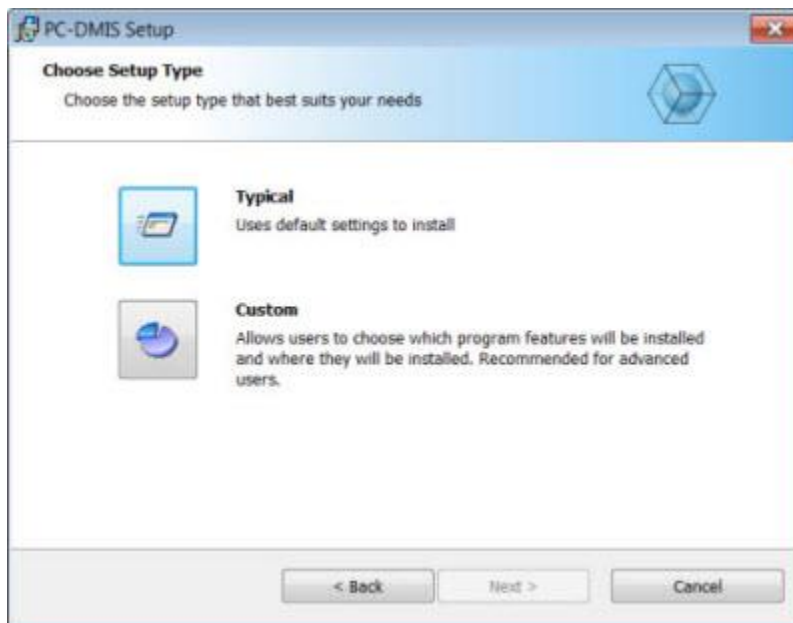 PC-DMIS Setup
Choose Setup Type
Choose the setup type that best suits your needs
Typical
Uses default settings to install
Custom
Allows users to choose which program features will be installed
and where they will be installed. Recommended for advanced
users.
< Back
Next >
Cancel